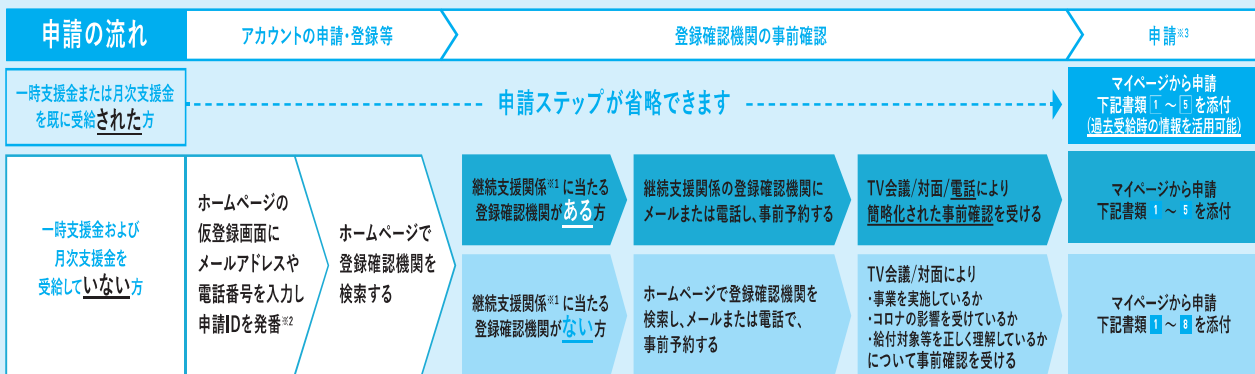 申請の流れ
アカウントの申請・登録等
登録確認機関の事前確認
申請※3
一時支援金または月次支援金
を既に受給された方
申請ステップが省略できます
マイページから申請
下記書類1～5を添付
(過去受給時の情報を活用可能)
一時支援金および
月次支援金を
受給していない方
ホームページの
仮登録画面に
メールアドレスや
電話番号を入力し
申請IDを発番※2
ホームページで
登録確認機関を
検索する
継続支援関係※1に当たる
登録確認機関がある方
継続支援関係の登録確認機関に
メールまたは電話し、事前予約する
TV会議/対面/電話により
簡略化された事前確認を受ける
マイページから申請
下記書類1～5を添付
継続支援関係※1に当たる
登録確認機関がない方
ホームページで登録確認機関を
検索し、メールまたは電話で、
事前予約する
TV会議/対面により
・事業を実施しているか
・コロナの影響を受けているか
・給付対象等を正しく理解しているか
について事前確認を受ける
マイページから申請
下記書類1～8を添付